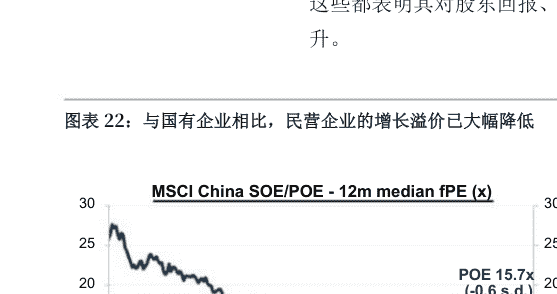 这些都表明其对股东回报、
升。
图表 22：与国有企业相比，民营企业的增长溢价已大幅降低
MSCI China SOE/POE - 12m median fPE (x)
30 30
25 25
POE 15.7x
20 20
(-0.6 s.d.)